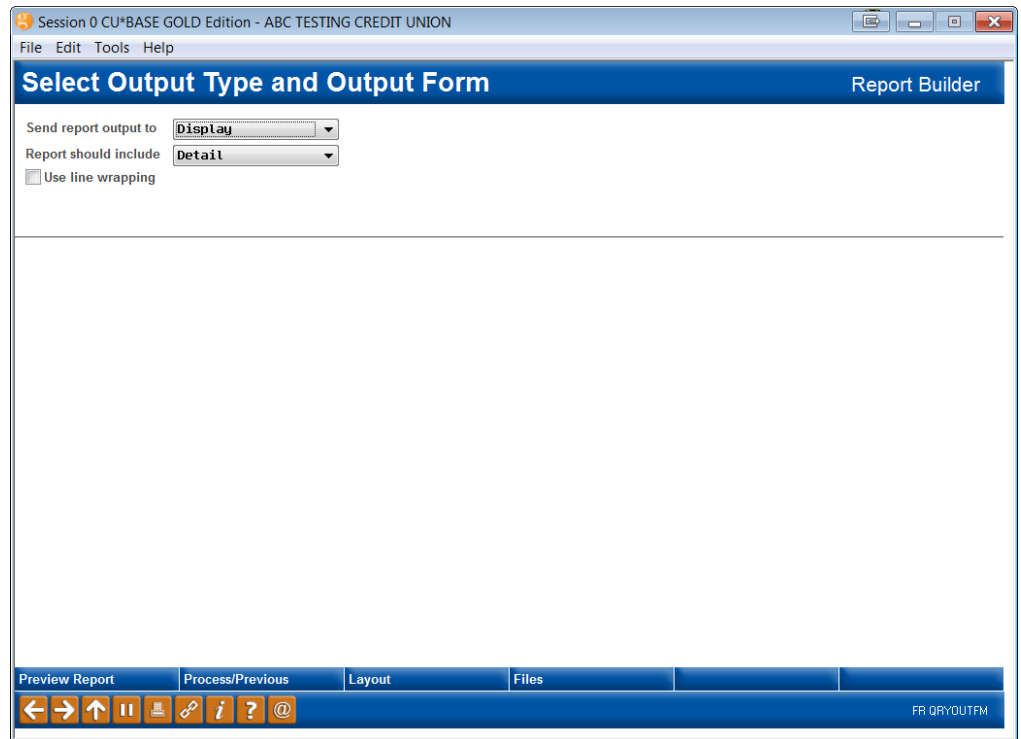 Session 0 CU*BASE GOLD Edition - ABC TESTING CREDIT UNION
File Edit Tools Help
Select Output Type and Output Form Report Builder
Send report output to Display
Report should include Detail
Use line wrapping
Preview Report Process/Previous Layout Files
i ? @ FR QRYOUTFM